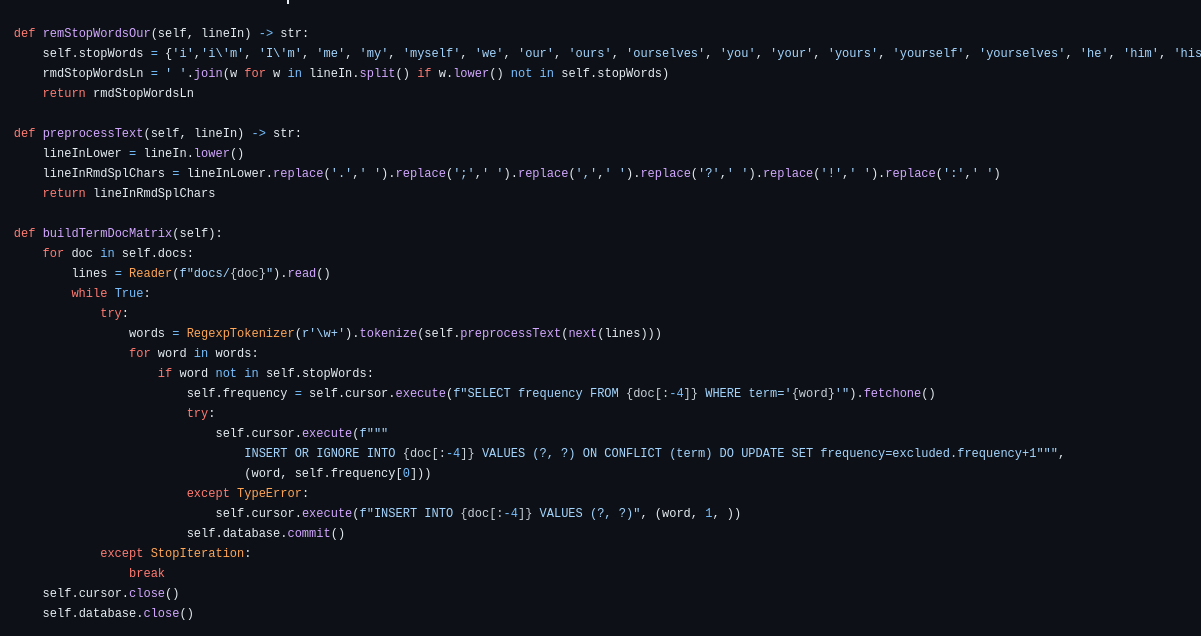 def remStopWordsOur(self, lineIn) -> str:
    self.stopWords = {'i','i\'m', 'I\'m', 'me', 'my', 'myself', 'we', 'our', 'ours', 'ourselves', 'you', 'your', 'yours', 'yourself', 'yourselves', 'he', 'him', 'his
    rmdStopWordsLn = ' '.join(w for w in lineIn.split() if w.lower() not in self.stopWords)
    return rmdStopWordsLn

def preprocessText(self, lineIn) -> str:
    lineInLower = lineIn.lower()
    lineInRmdSplChars = lineInLower.replace('.',' ').replace(';',' ').replace(',',' ').replace('?',' ').replace('!',' ').replace(':',' ')
    return lineInRmdSplChars

def buildTermDocMatrix(self):
    for doc in self.docs:
        lines = Reader(f"docs/{doc}").read()
        while True:
            try:
                words = RegexpTokenizer(r'\w+').tokenize(self.preprocessText(next(lines)))
                for word in words:
                    if word not in self.stopWords:
                        self.frequency = self.cursor.execute(f"SELECT frequency FROM {doc[:-4]} WHERE term='{word}'").fetchone()
                        try:
                            self.cursor.execute(f"""
                                INSERT OR IGNORE INTO {doc[:-4]} VALUES (?, ?) ON CONFLICT (term) DO UPDATE SET frequency=excluded.frequency+1""",
                                (word, self.frequency[0]))
                        except TypeError:
                            self.cursor.execute(f"INSERT INTO {doc[:-4]} VALUES (?, ?)", (word, 1, ))
                        self.database.commit()
            except StopIteration:
                break
    self.cursor.close()
    self.database.close()